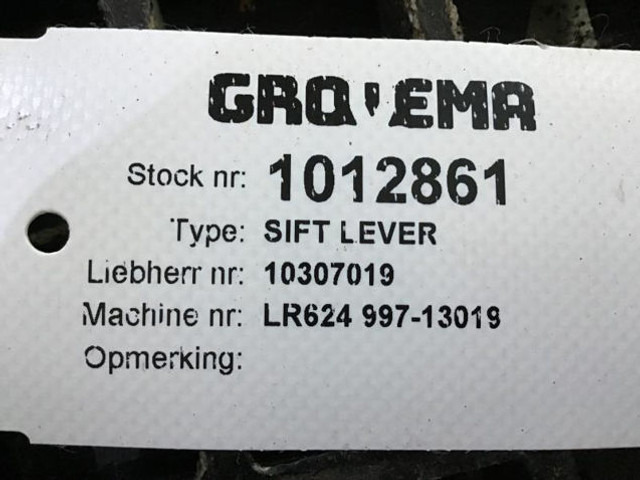 GRO'EMA
Stock nr: 1012861
Type: SIFT LEVER
Liebherr nr: 10307019
Machine nr: LR624 997-13019
Opmerking: